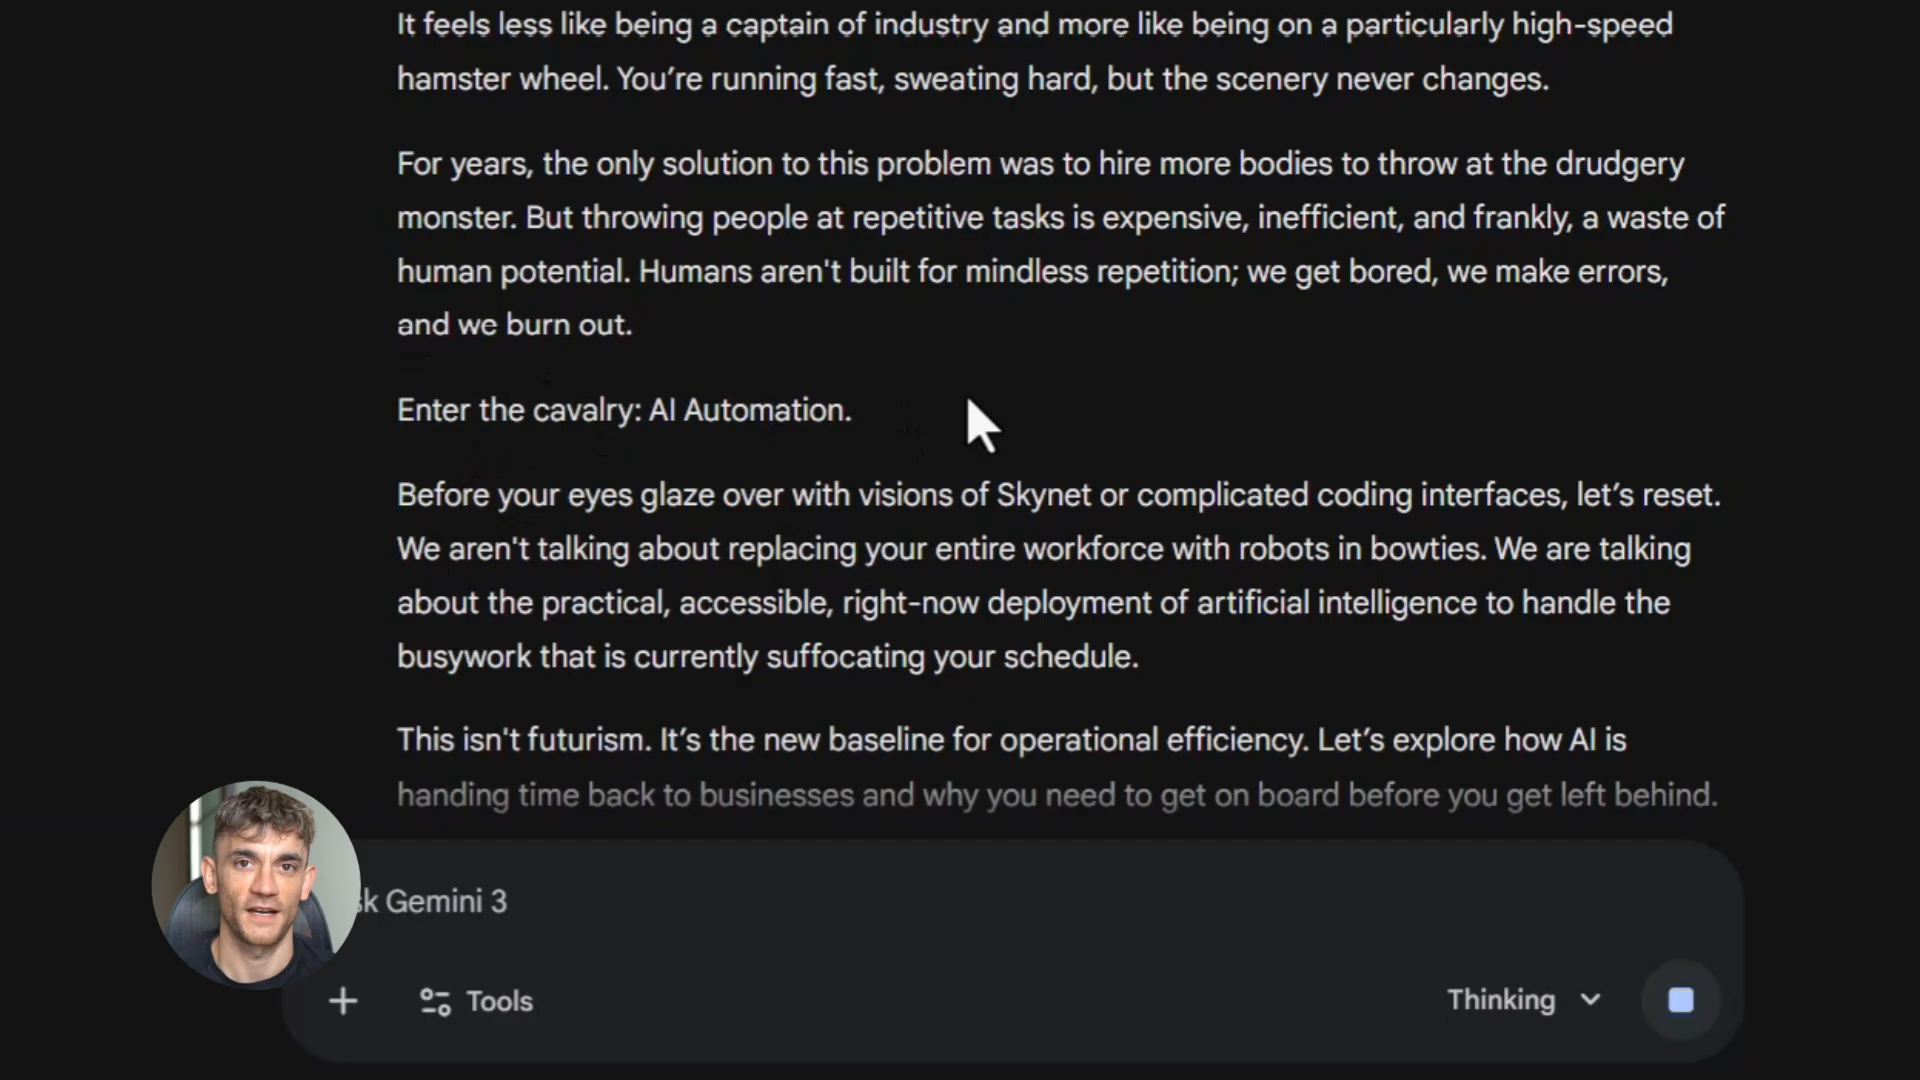 It feels less like being a captain of industry and more like being on a particularly high-speed
hamster wheel. You’re running fast, sweating hard, but the scenery never changes.
For years, the only solution to this problem was to hire more bodies to throw at the drudgery
monster. But throwing people at repetitive tasks is expensive, inefficient, and frankly, a waste of
human potential. Humans aren't built for mindless repetition; we get bored, we make errors,
and we burn out.
Enter the cavalry: AI Automation.
Before your eyes glaze over with visions of Skynet or complicated coding interfaces, let’s reset.
We aren't talking about replacing your entire workforce with robots in bowties. We are talking
about the practical, accessible, right-now deployment of artificial intelligence to handle the
busywork that is currently suffocating your schedule.
This isn't futurism. It’s the new baseline for operational efficiency. Let’s explore how AI is
handing time back to businesses and why you need to get on board before you get left behind.
sk Gemini 3
Tools
Thinking